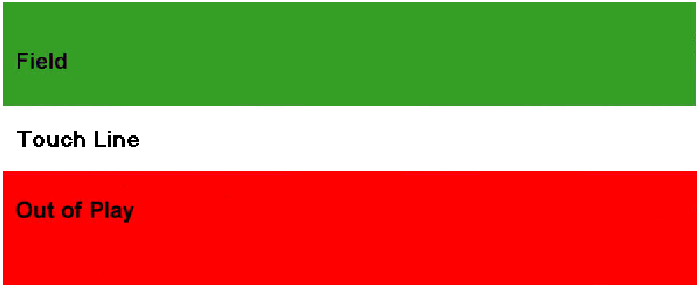 Field
Touch Line
Out of Play